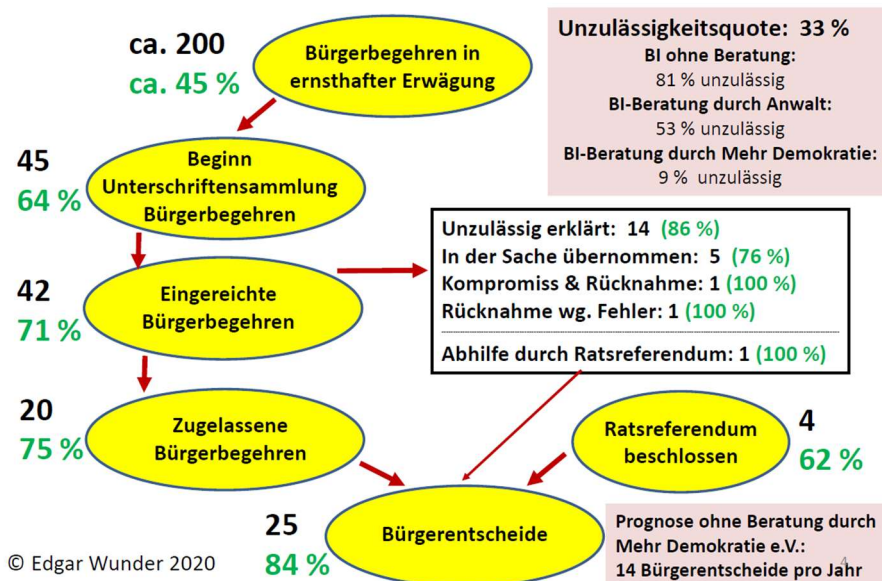 ca. 200
ca. 45 %
Bürgerbegehren in
ernsthafter Erwägung
Unzulässigkeitsquote: 33 %
BI ohne Beratung:
81 % unzulässig
BI-Beratung durch Anwalt:
53 % unzulässig
BI-Beratung durch Mehr Demokratie:
9 % unzulässig
45
64 %
Beginn
Unterschriftensammlung
Bürgerbegehren
Unzulässig erklärt: 14 (86 %)
In der Sache übernommen: 5 (76 %)
Kompromiss & Rücknahme: 1 (100 %)
Rücknahme wg. Fehler: 1 (100 %)
Abhilfe durch Ratsreferendum: 1 (100 %)
42
71 %
Eingereichte
Bürgerbegehren
20
75 %
Zugelassene
Bürgerbegehren
Ratsreferendum
beschlossen
4
62 %
25
84 %
Bürgerentscheide
Prognose ohne Beratung durch
Mehr Demokratie e.V.:
14 Bürgerentscheide pro Jahr
4
© Edgar Wunder 2020